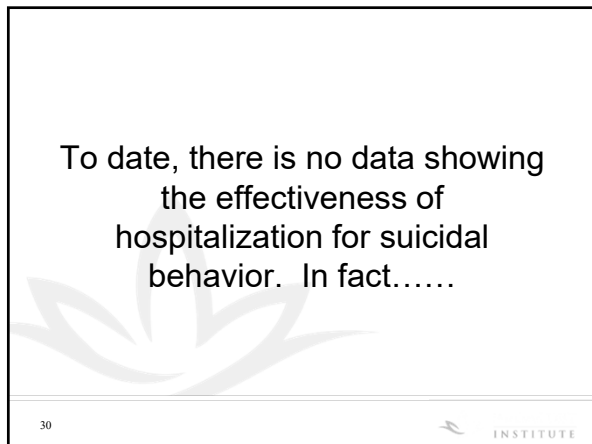 To date, there is no data showing
the effectiveness of
hospitalization for suicidal
behavior.  In fact……
30
INSTITUTE